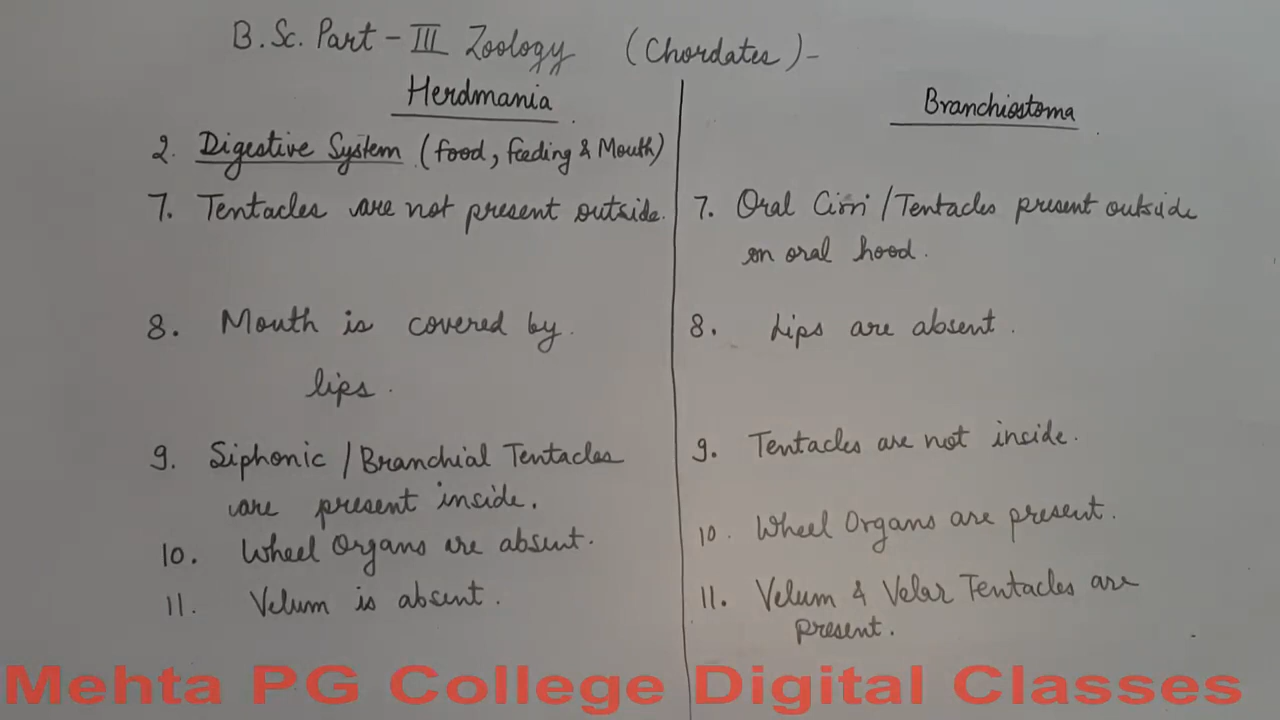 B.Sc. Part - III Zoology (Chordates) -
Herdmania
2. Digestive System (food, feeding & Mouth)
7. Tentacles are not present outside.
8. Mouth is covered by
lips.
9. Siphonic / Branchial Tentacles
are present inside.
10. Wheel Organs are absent.
11. Velum is absent.
Branchiostoma
7. Oral Cirri / Tentacles present outside
on oral hood.
8. Lips are absent.
9. Tentacles are not inside.
10. Wheel Organs are present.
11. Velum & Velar Tentacles are
present.
Mehta PG College Digital Classes